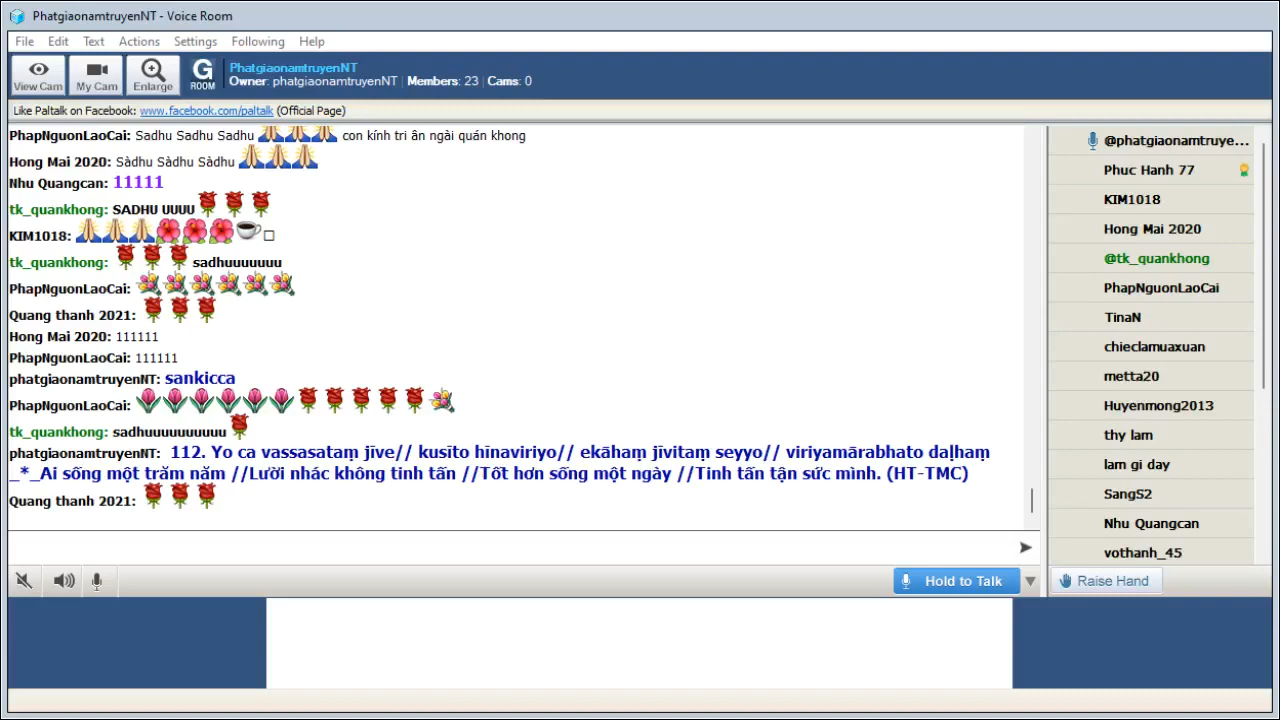 PhatgiaonamtruyenNT - Voice Room
File Edit Text Actions Settings Following Help
View Cam My Cam Enlarge G ROOM
PhatgiaonamtruyenNT
Owner: phatgiaonamtruyenNT | Members: 23 | Cams: 0
Like Paltalk on Facebook: www.facebook.com/paltalk (Official Page)
PhapNguonLaoCai: Sadhu Sadhu Sadhu 🙏🙏🙏 con kính tri ân ngài quán khong
Hong Mai 2020: Sàdhu Sàdhu Sàdhu
Nhu Quangcan: 11111
tk_quankhong: SADHU UUUU
KIM1018:
tk_quankhong: sadhuuuuuuu
PhapNguonLaoCai:
Quang thanh 2021:
Hong Mai 2020: 111111
PhapNguonLaoCai: 111111
phatgiaonamtruyenNT: sankicca
PhapNguonLaoCai:
tk_quankhong: sadhuuuuuuuuuu
phatgiaonamtruyenNT: 112. Yo ca vassasataṃ jīve// kusīto hīnaviriyo// ekāhaṃ jīvitaṃ seyyo// viriyamārabhato daḷhaṃ
_*_Ai sống một trăm năm //Lười nhác không tinh tấn //Tốt hơn sống một ngày //Tinh tấn tận sức mình. (HT-TMC)
Quang thanh 2021:
@phatgiaonamtruye...
Phuc Hanh 77
KIM1018
Hong Mai 2020
@tk_quankhong
PhapNguonLaoCai
TinaN
chieclamuaxuan
metta20
Huyenmong2013
thy lam
lam gi day
SangS2
Nhu Quangcan
vothanh_45
Hold to Talk
Raise Hand